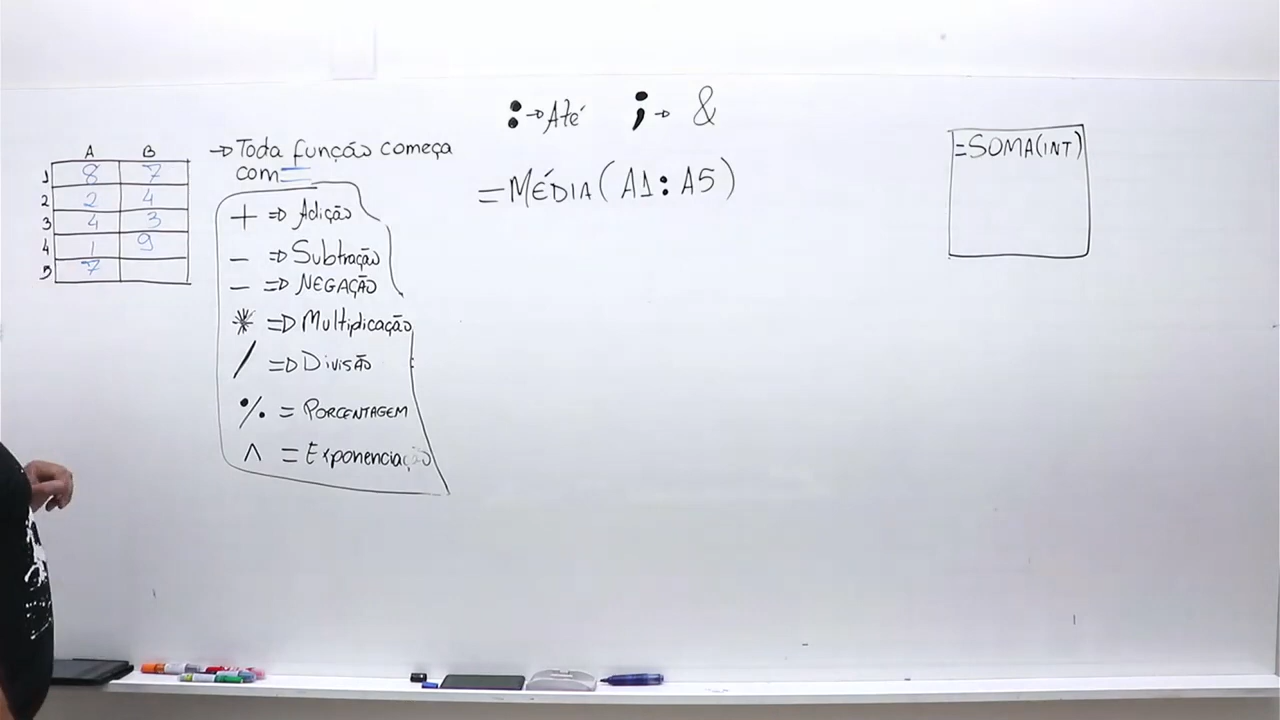 : → Até ; → &
A B
1 8 7
2 2 4
3 4 3
4 1 9
5 7
→ Toda função começa
com =
+ => Adição
- => Subtração
- => NEGAÇÃO
* => Multiplicação
/ => Divisão
% = PORCENTAGEM
^ = Exponenciação
=MÉDIA(A1:A5)
=SOMA(INT)